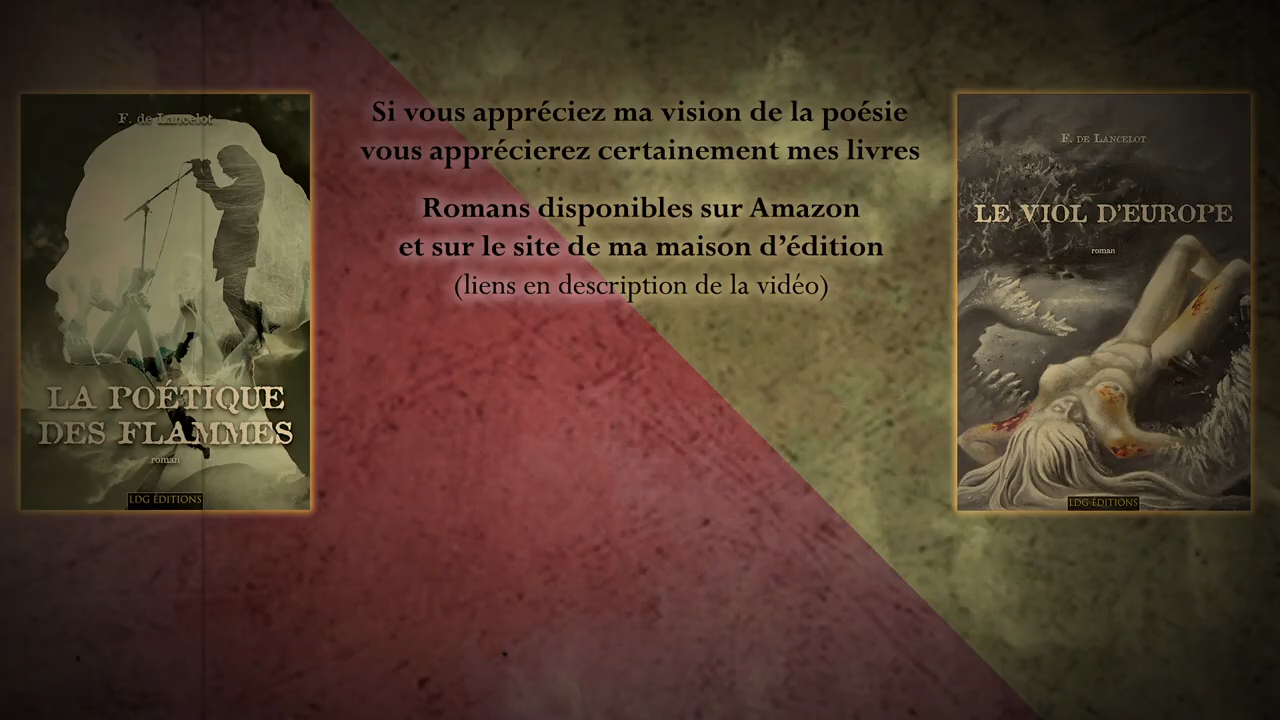 F. de Lancelot
LA POÉTIQUE
DES FLAMMES
roman
LDG ÉDITIONS
Si vous appréciez ma vision de la poésie
vous apprécierez certainement mes livres
Romans disponibles sur Amazon
et sur le site de ma maison d’édition
(liens en description de la vidéo)
F. DE LANCELOT
LE VIOL D’EUROPE
roman
LDG ÉDITIONS